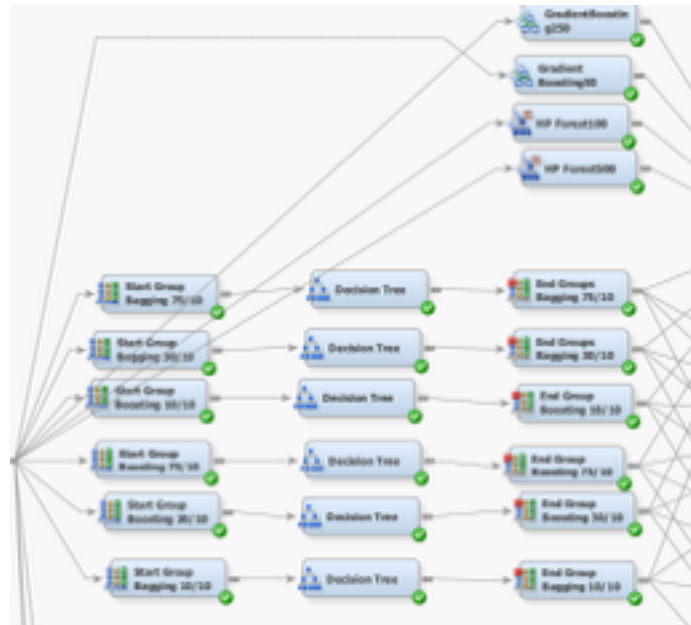 GradientBoostin
g250
Gradient
Boosting50
HP Forest100
HP Forest500
Start Group
Bagging 75/10
Decision Tree
End Groups
Bagging 75/10
Start Group
Bagging 30/10
Decision Tree
End Groups
Bagging 30/10
Start Group
Boosting 10/10
Decision Tree
End Group
Boosting 10/10
Start Group
Boosting 75/10
Decision Tree
End Group
Boosting 75/10
Start Group
Boosting 30/10
Decision Tree
End Group
Boosting 30/10
Start Group
Bagging 10/10
Decision Tree
End Group
Bagging 10/10